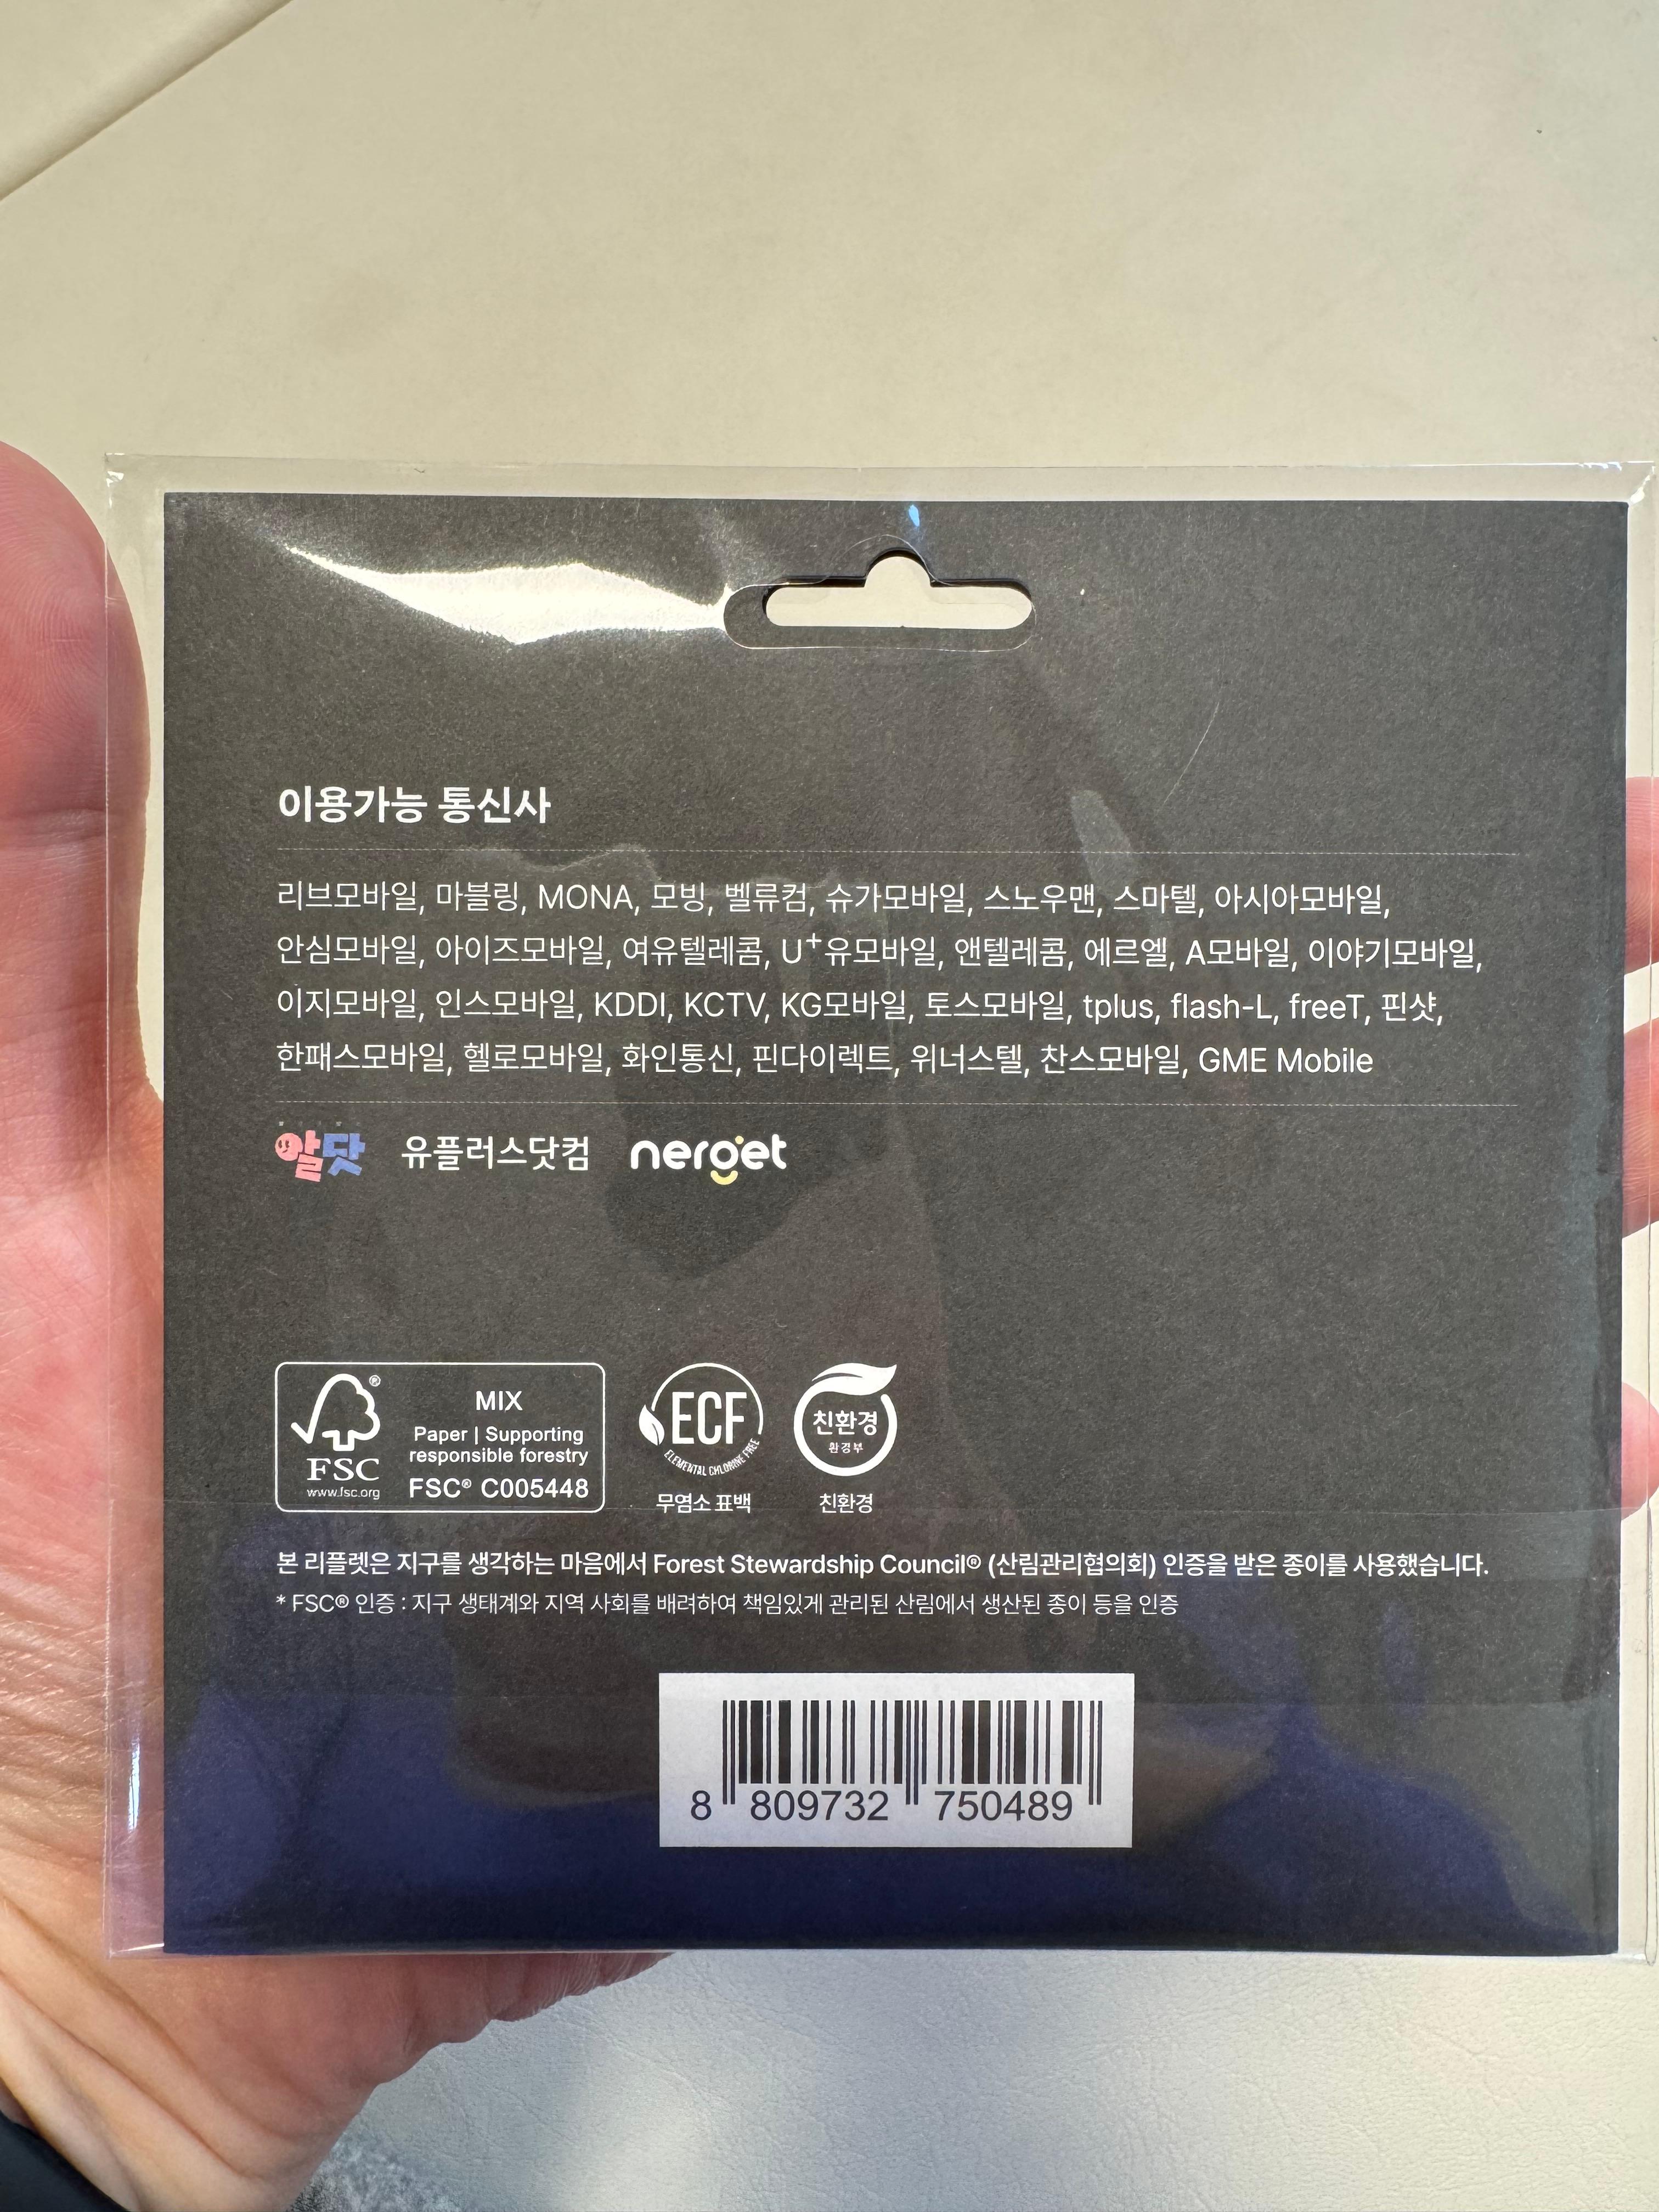 이용가능 통신사
리브모바일, 마블링, MONA, 모빙, 벨류컴, 슈가모바일, 스노우맨, 스마텔, 아시아모바일,
안심모바일, 아이즈모바일, 여유텔레콤, U⁺유모바일, 앤텔레콤, 에르엘, A모바일, 이야기모바일,
이지모바일, 인스모바일, KDDI, KCTV, KG모바일, 토스모바일, tplus, flash-L, freeT, 핀샷,
한패스모바일, 헬로모바일, 화인통신, 핀다이렉트, 위너스텔, 찬스모바일, GME Mobile
알닷 유플러스닷컴 nerget
FSC®
www.fsc.org
MIX
Paper | Supporting
responsible forestry
FSC® C005448
ECF
ELEMENTAL CHLORINE FREE
무염소 표백
친환경
환경부
친환경
본 리플렛은 지구를 생각하는 마음에서 Forest Stewardship Council® (산림관리협의회) 인증을 받은 종이를 사용했습니다.
* FSC® 인증 : 지구 생태계와 지역 사회를 배려하여 책임있게 관리된 산림에서 생산된 종이 등을 인증
8 809732 750489